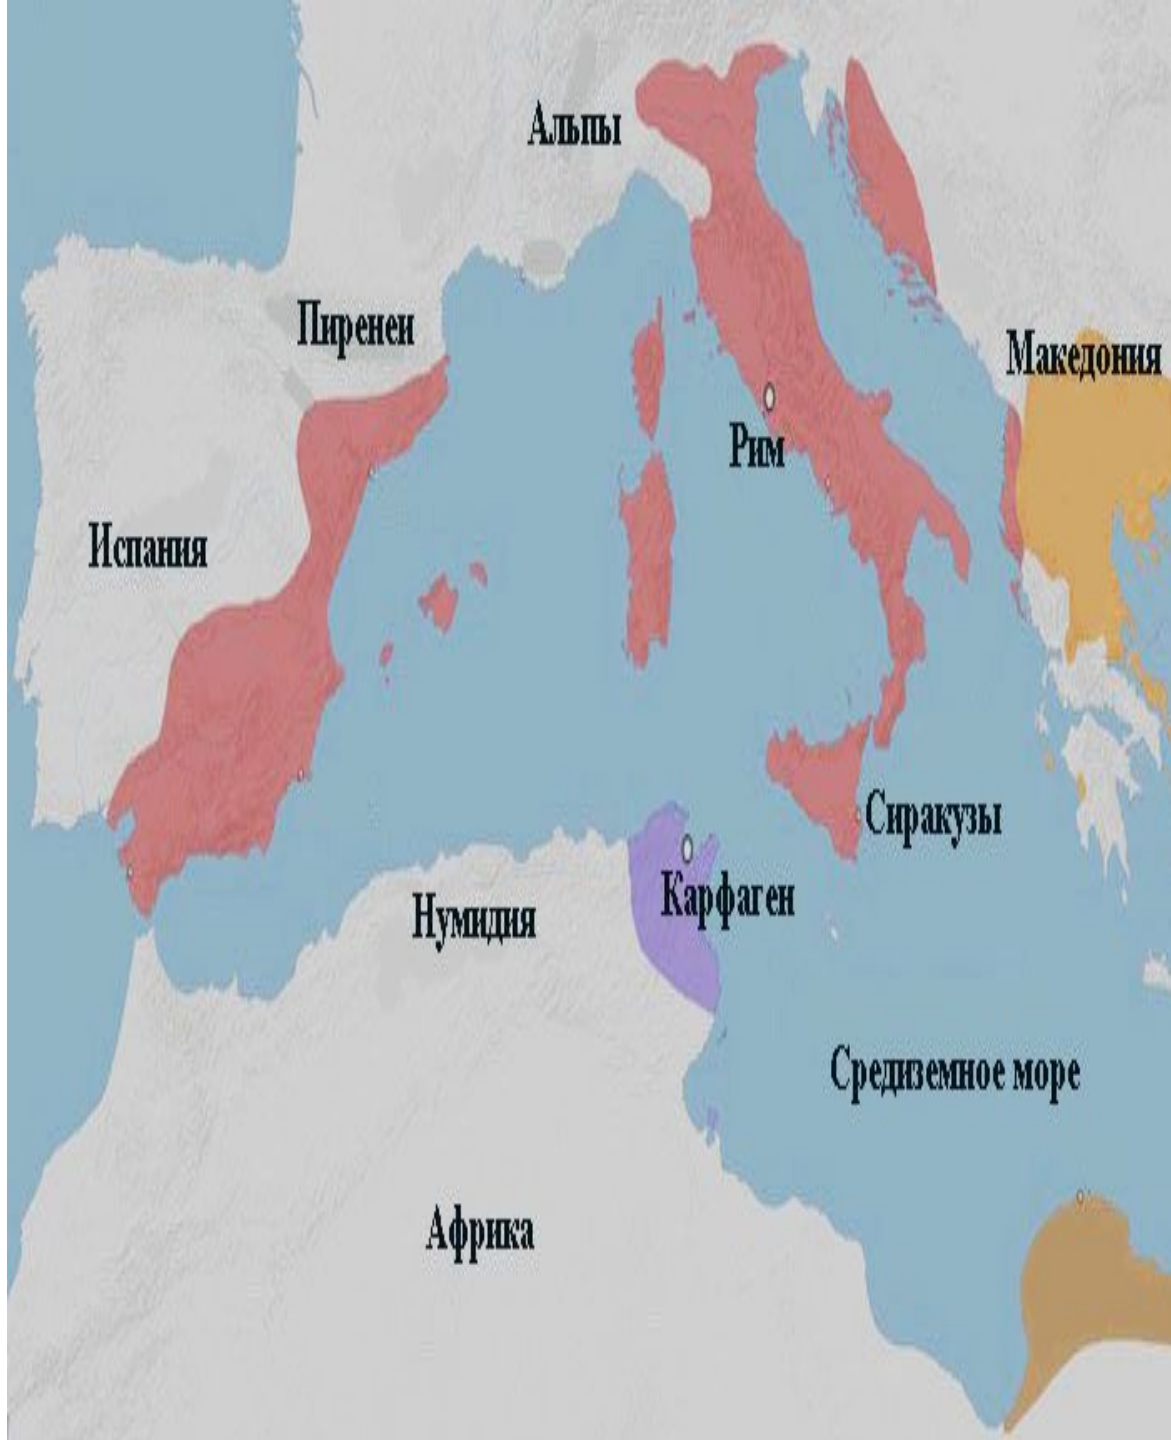 Альпы
Пиренеи
Македония
Рим
Испания
Сиракузы
Карфаген
Нумидия
Средиземное море
Африка